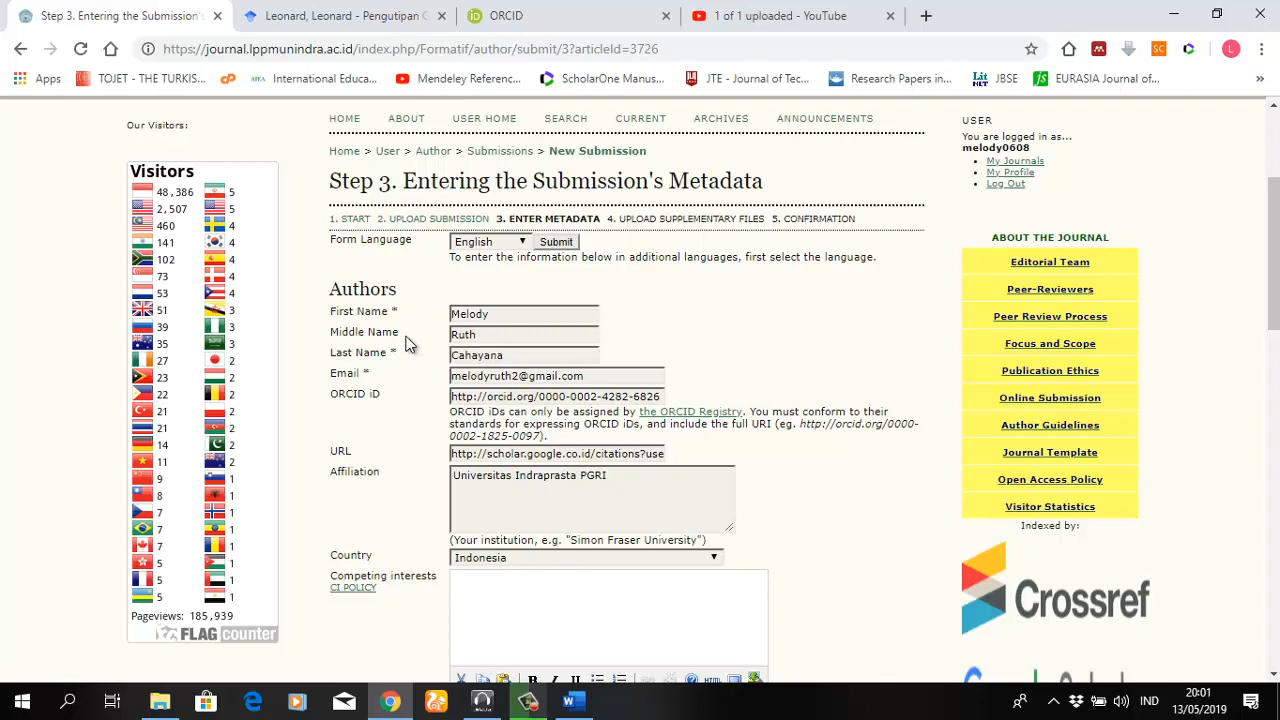 Step 3. Entering the Submission's
Leonard, Leonard - Pengutipan G
ORCID
1 of 1 uploaded - YouTube
https://journal.lppmunindra.ac.id/index.php/Formatif/author/submit/3?articleId=3726
Apps
TOJET - THE TURKIS...
International Educa...
Mendeley Referenc...
ScholarOne Manus...
JTE - Journal of Tec...
Research Papers in...
JBSE
EURASIA Journal of...
»
Our Visitors:
Visitors
48,386 5
2,507 5
460 4
141 4
102 4
73 4
53 4
51 3
39 3
35 3
27 2
23 2
22 2
21 2
21 2
14 2
11 2
9 1
8 1
7 1
7 1
7 1
5 1
5 1
5 1
Pageviews: 185,939
FLAG counter
HOME ABOUT USER HOME SEARCH CURRENT ARCHIVES ANNOUNCEMENTS
Home > User > Author > Submissions > New Submission
Step 3. Entering the Submission's Metadata
1. START 2. UPLOAD SUBMISSION 3. ENTER METADATA 4. UPLOAD SUPPLEMENTARY FILES 5. CONFIRMATION
Form Language English Submit
To enter the information below in additional languages, first select the language.
Authors
First Name * Melody
Middle Name Ruth
Last Name * Cahayana
Email * melodyruth2@gmail.com
ORCID iD http://orcid.org/0000-0002-4282-6826
ORCID iDs can only be assigned by the ORCID Registry. You must conform to their
standards for expressing ORCID iDs, and include the full URI (eg. http://orcid.org/0000-
0002-1825-0097).
URL http://scholar.google.co.id/citations?use
Affiliation Universitas Indraprasta PGRI
(Your institution, e.g. "Simon Fraser University")
Country Indonesia
Competing interests
CI POLICY
B I U
HTML
USER
You are logged in as...
melody0608
My Journals
My Profile
Log Out
ABOUT THE JOURNAL
Editorial Team
Peer-Reviewers
Peer Review Process
Focus and Scope
Publication Ethics
Online Submission
Author Guidelines
Journal Template
Open Access Policy
Visitor Statistics
Indexed by:
Crossref
IND
20:01
13/05/2019